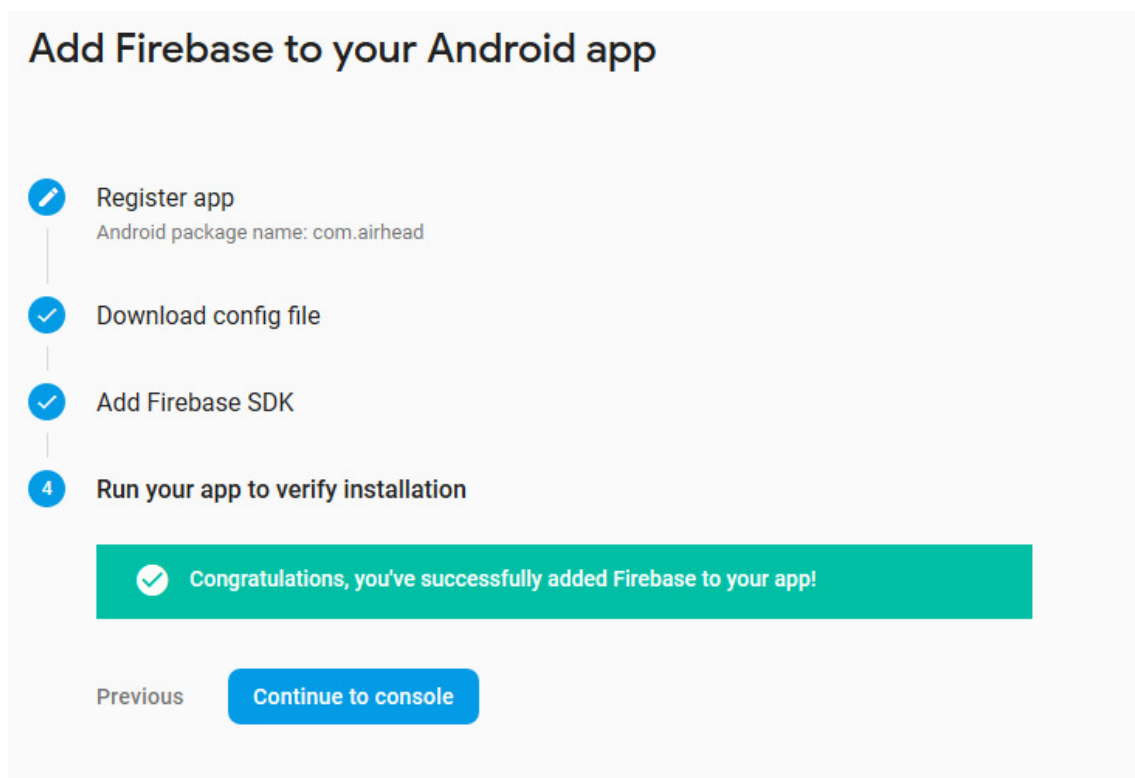 Add Firebase to your Android app
Register app
Android package name: com.airhead
Download config file
Add Firebase SDK
4
Run your app to verify installation
Congratulations, you've successfully added Firebase to your app!
Previous
Continue to console